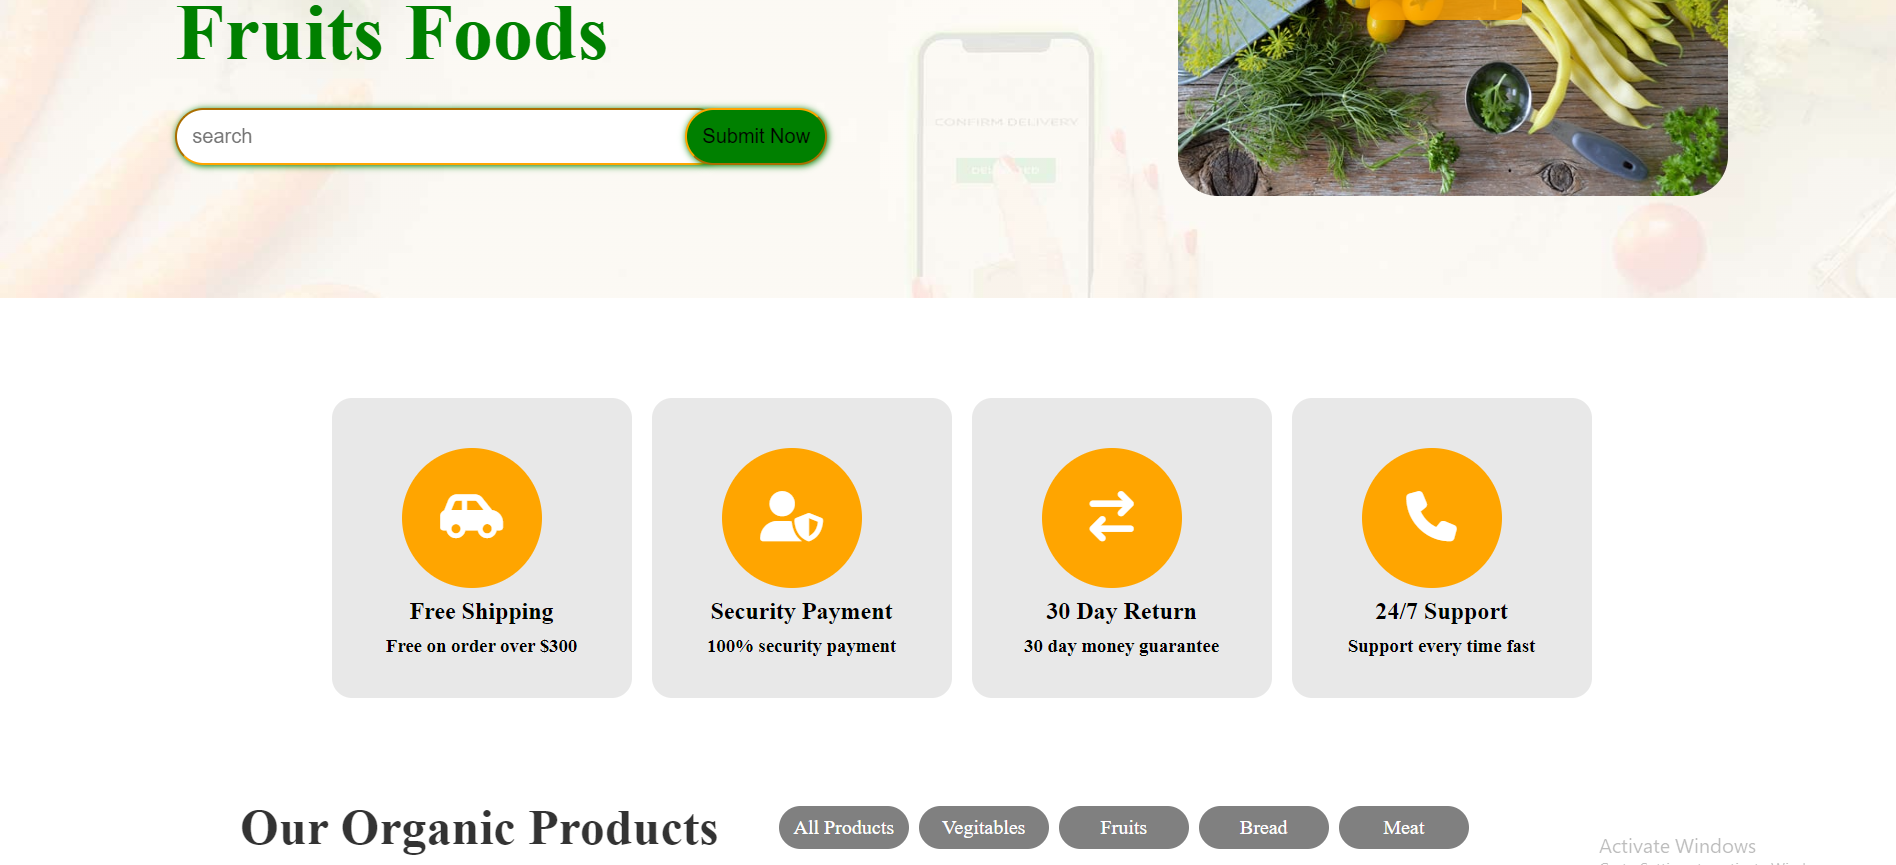 Fruits Foods
search
Submit Now
CONFIRM DELIVERY
Free Shipping
Free on order over $300
Security Payment
100% security payment
30 Day Return
30 day money guarantee
24/7 Support
Support every time fast
Our Organic Products
All Products
Vegitables
Fruits
Bread
Meat
Activate Windows